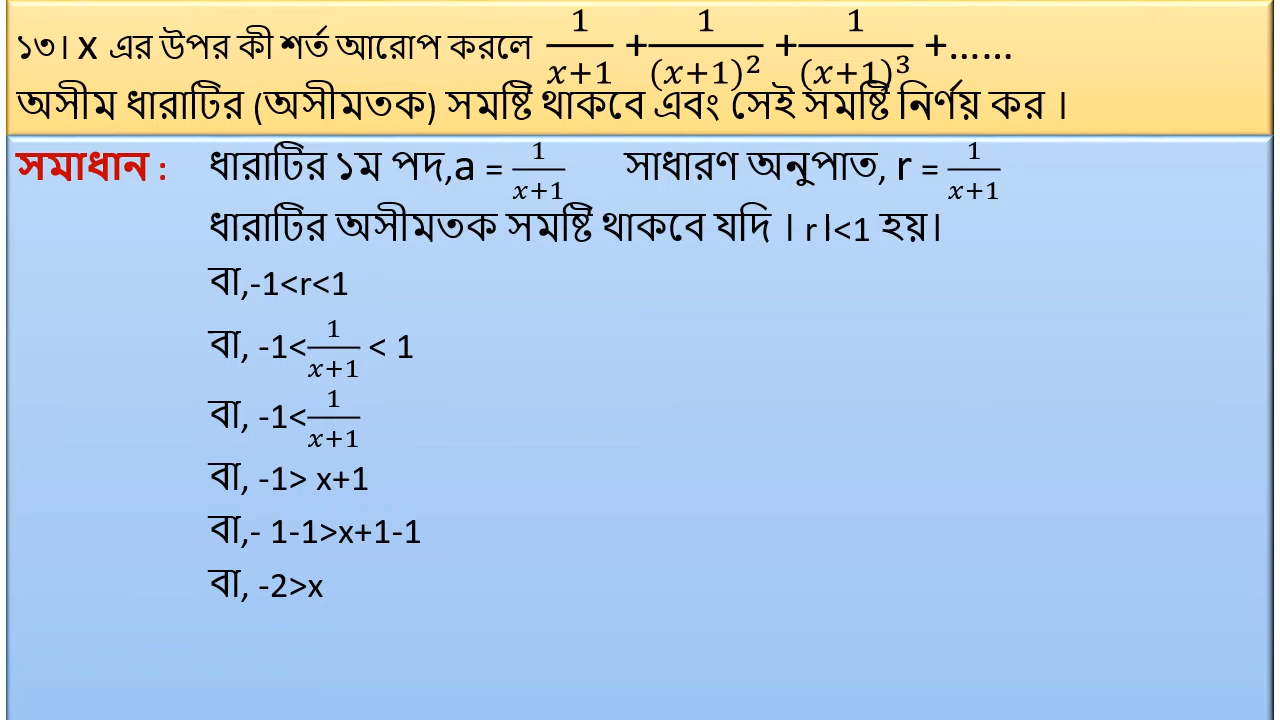 ১৩। x এর উপর কী শর্ত আরোপ করলে 1/(x+1) + 1/(x+1)² + 1/(x+1)³ +......
অসীম ধারাটির (অসীমতক) সমষ্টি থাকবে এবং সেই সমষ্টি নির্ণয় কর ।
সমাধান : ধারাটির ১ম পদ,a = 1/(x+1) সাধারণ অনুপাত, r = 1/(x+1)
ধারাটির অসীমতক সমষ্টি থাকবে যদি । r।<1 হয়।
বা,-1<r<1
বা, -1< 1/(x+1) < 1
বা, -1< 1/(x+1)
বা, -1> x+1
বা,- 1-1>x+1-1
বা, -2>x